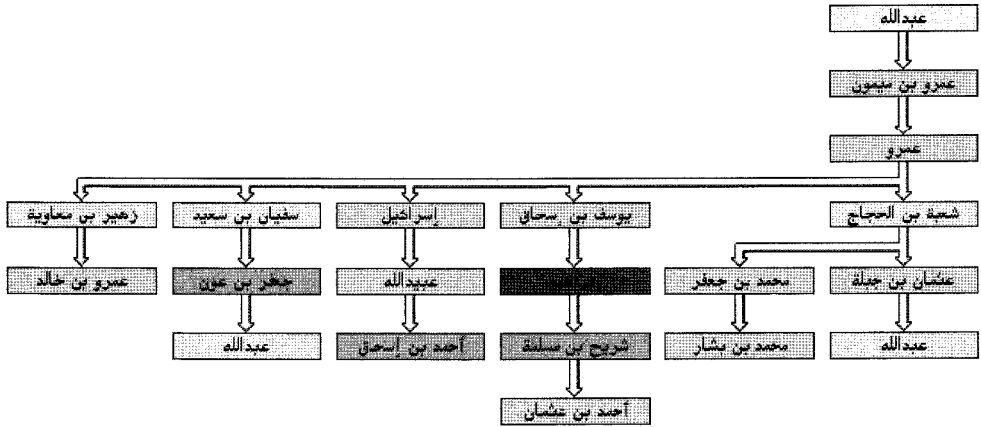 عبدالله
عمرو بن ميمون
عمرو
شعبة بن الحجاج
يوسف بن إسحاق
إسرائيل
سفيان بن سعيد
زهير بن معاوية
عثمان بن جبلة
محمد بن جعفر
عبيدالله
جعفر بن عون
عمرو بن خالد
عبدالله
محمد بن بشار
شريح بن مسلمة
أحمد بن إسحاق
عبدالله
أحمد بن عثمان